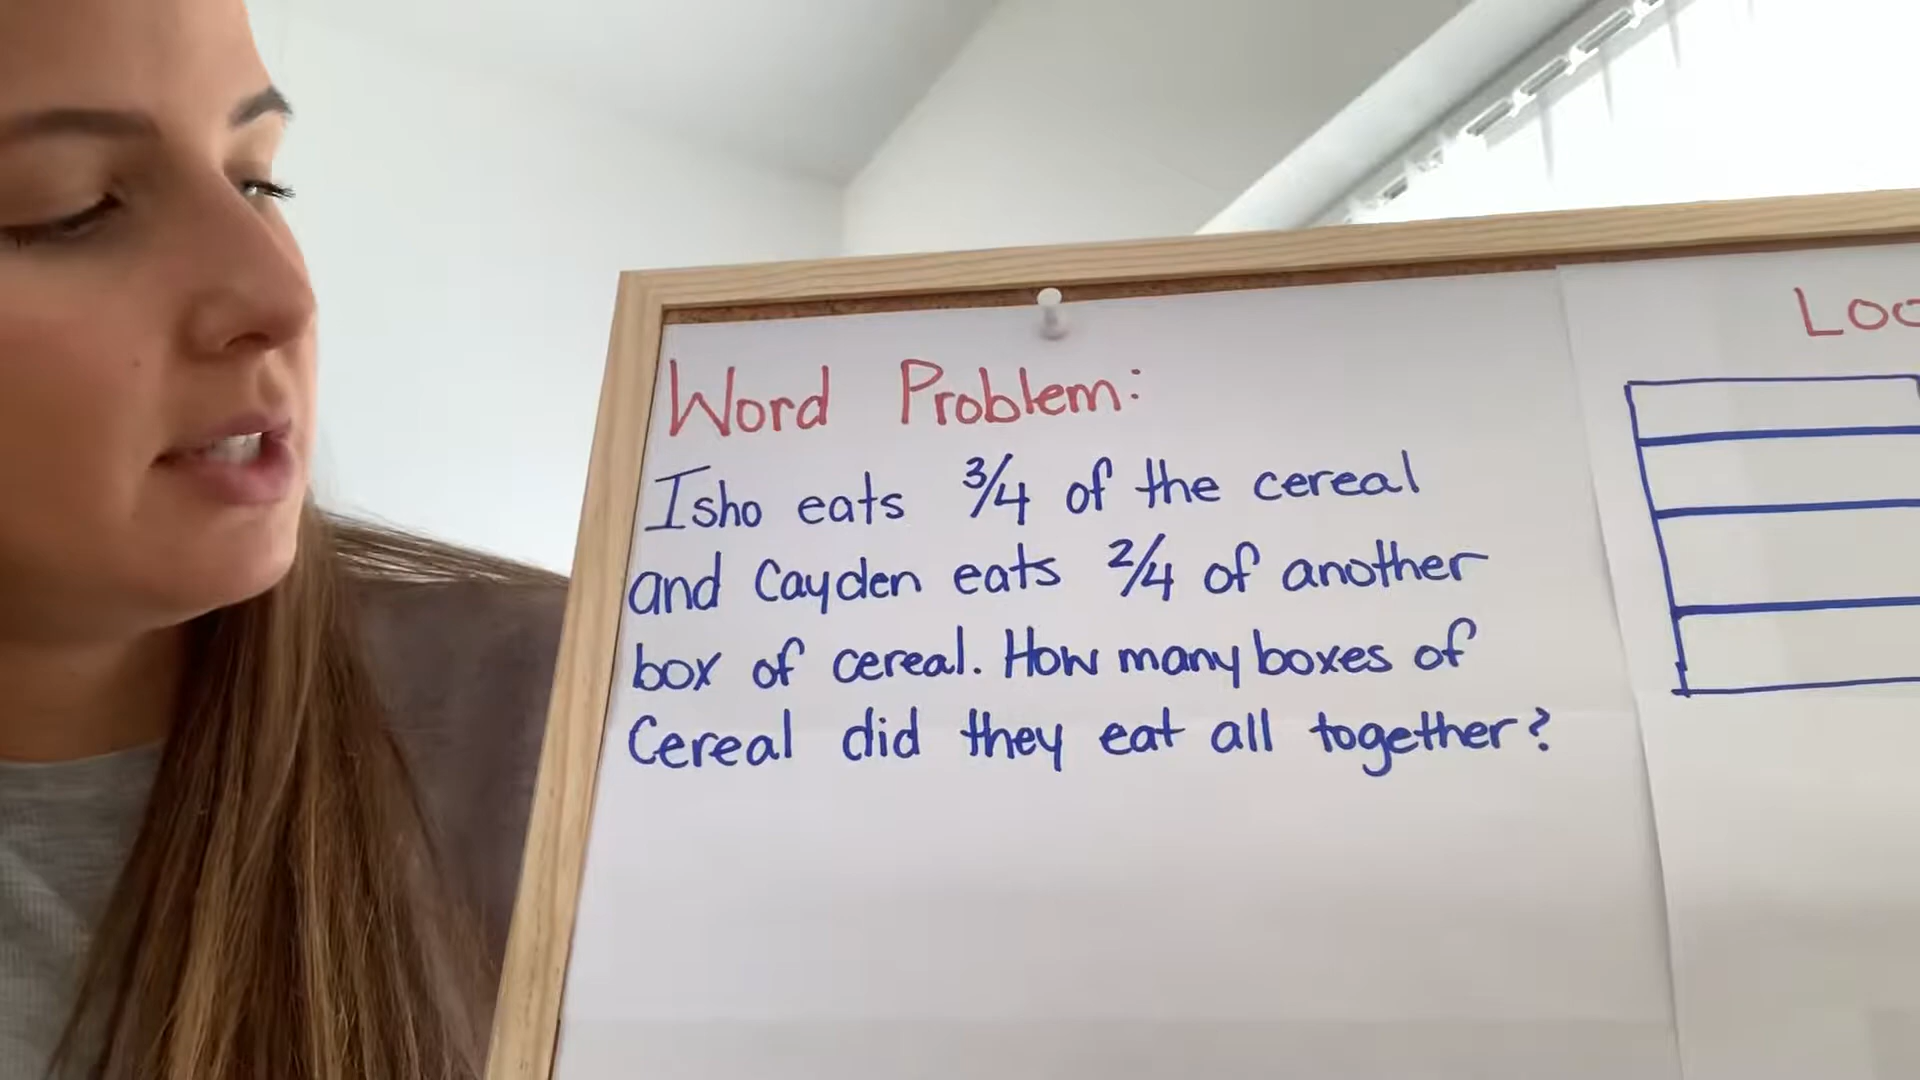 Word Problem:
Isho eats 3/4 of the cereal
and Cayden eats 2/4 of another
box of cereal. How many boxes of
Cereal did they eat all together?